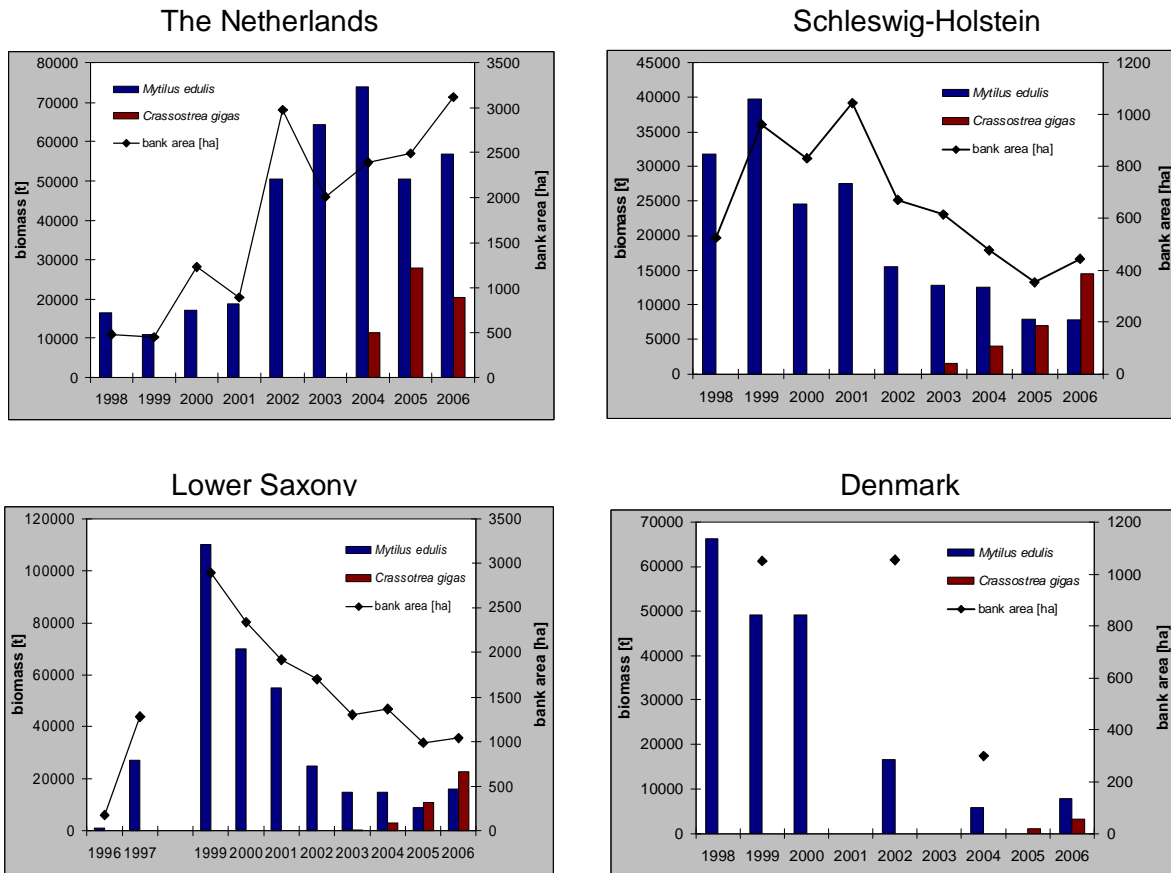 The Netherlands
80000
70000
60000
50000
40000
30000
20000
10000
0
biomass [t]
Mytilus edulis
Crassostrea gigas
bank area [ha]
3500
3000
2500
2000
1500
1000
500
0
bank area [ha]
1998 1999 2000 2001 2002 2003 2004 2005 2006
Schleswig-Holstein
45000
40000
35000
30000
25000
20000
15000
10000
5000
0
biomass [t]
Mytilus edulis
Crassostrea gigas
bank area [ha]
1200
1000
800
600
400
200
0
bank area [ha]
1998 1999 2000 2001 2002 2003 2004 2005 2006
Lower Saxony
120000
100000
80000
60000
40000
20000
0
biomass [t]
Mytilus edulis
Crassotrea gigas
bank area [ha]
3500
3000
2500
2000
1500
1000
500
0
bank area [ha]
1996 1997 1999 2000 2001 2002 2003 2004 2005 2006
Denmark
70000
60000
50000
40000
30000
20000
10000
0
biomass [t]
Mytilus edulis
Crassostrea gigas
bank area [ha]
1200
1000
800
600
400
200
0
bank area [ha]
1998 1999 2000 2001 2002 2003 2004 2005 2006